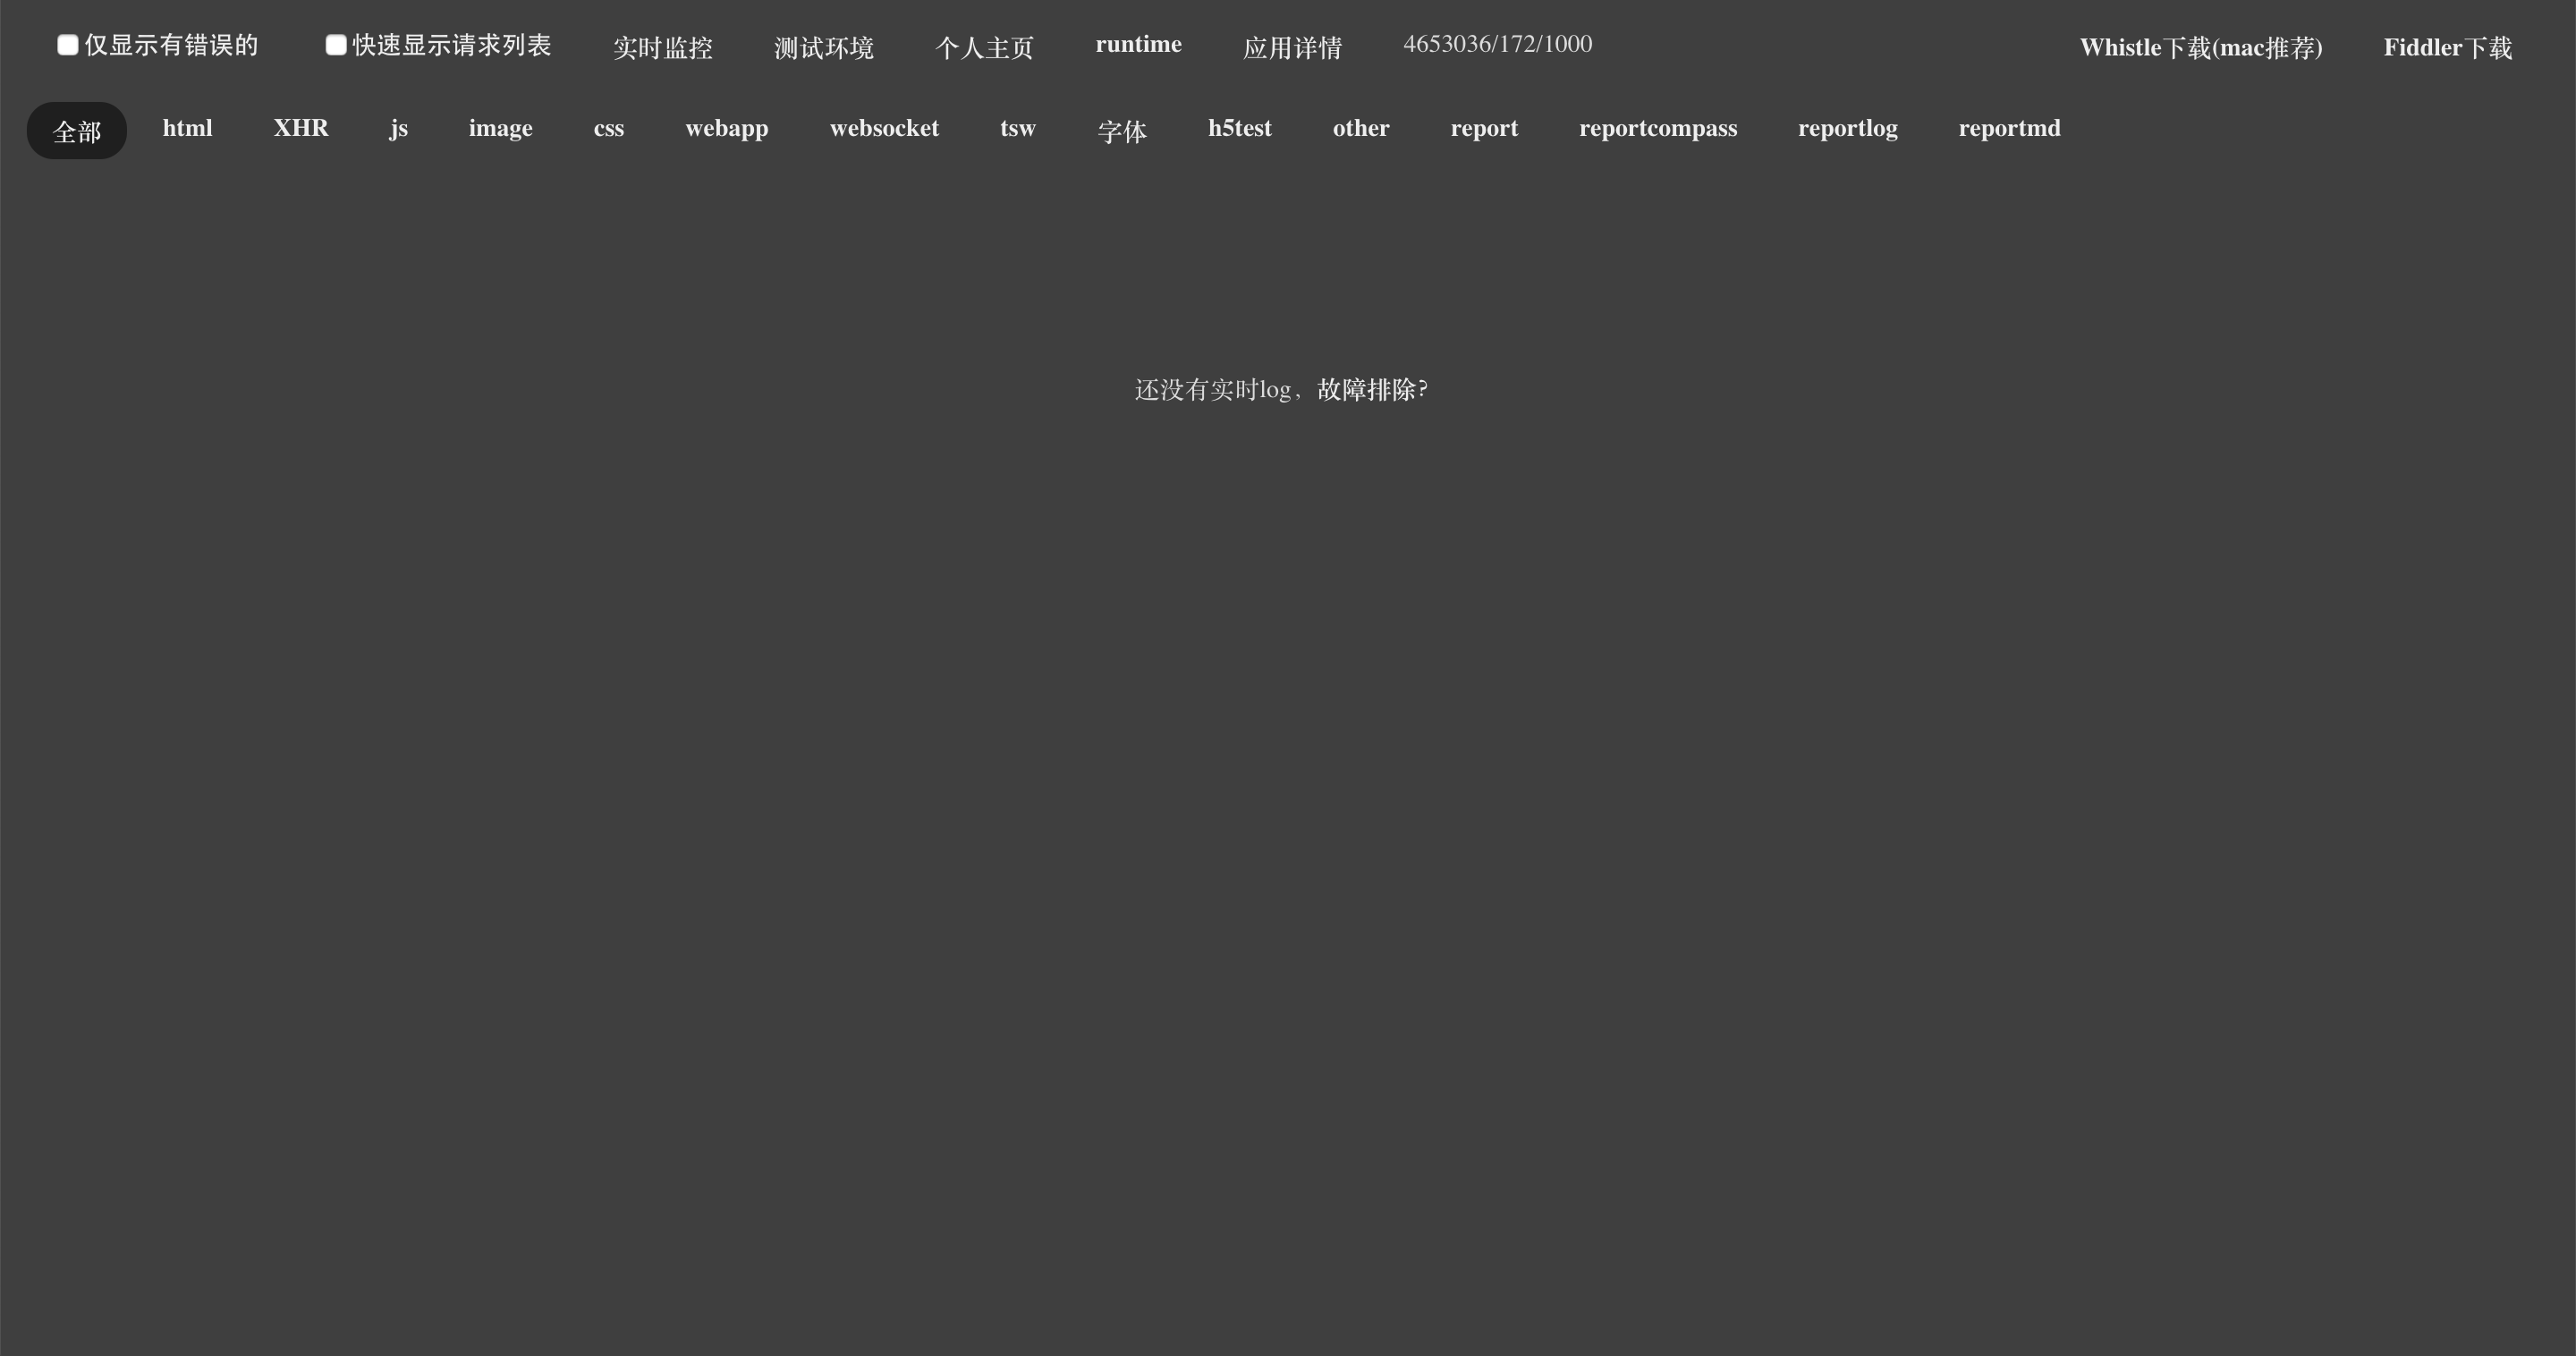 仅显示有错误的 快速显示请求列表 实时监控 测试环境 个人主页 runtime 应用详情 4653036/172/1000 Whistle下载(mac推荐) Fiddler下载
全部 html XHR js image css webapp websocket tsw 字体 h5test other report reportcompass reportlog reportmd
还没有实时log，故障排除?